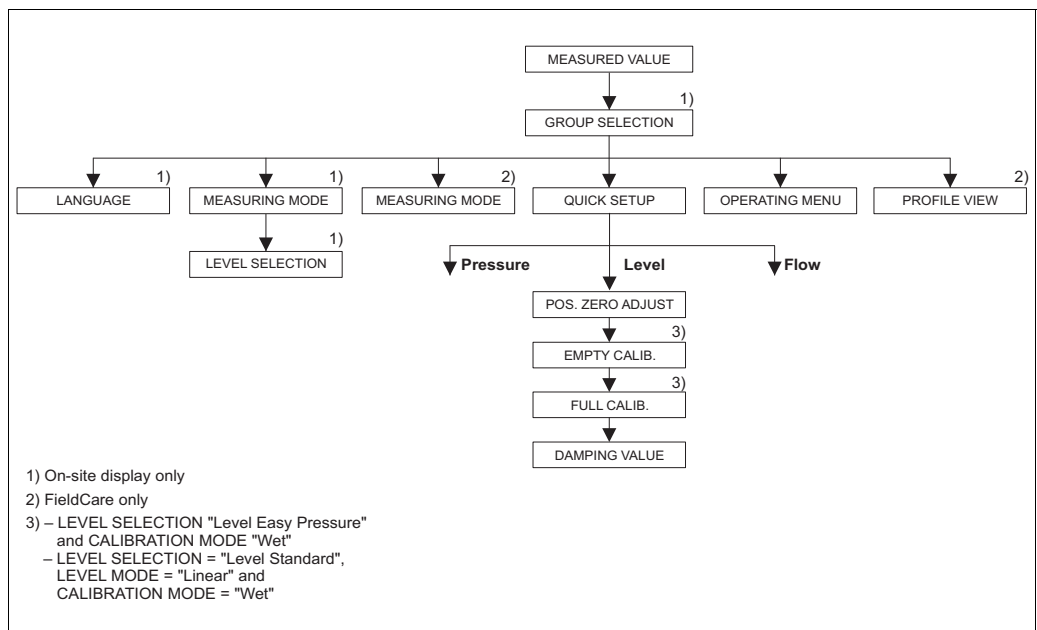 MEASURED VALUE
1)
GROUP SELECTION
1)
1)
2)
2)
LANGUAGE
MEASURING MODE
MEASURING MODE
QUICK SETUP
OPERATING MENU
PROFILE VIEW
1)
LEVEL SELECTION
Pressure
Level
Flow
POS. ZERO ADJUST
3)
EMPTY CALIB.
3)
FULL CALIB.
DAMPING VALUE
1) On-site display only
2) FieldCare only
3) – LEVEL SELECTION "Level Easy Pressure"
and CALIBRATION MODE "Wet"
– LEVEL SELECTION = "Level Standard",
LEVEL MODE = "Linear" and
CALIBRATION MODE = "Wet"